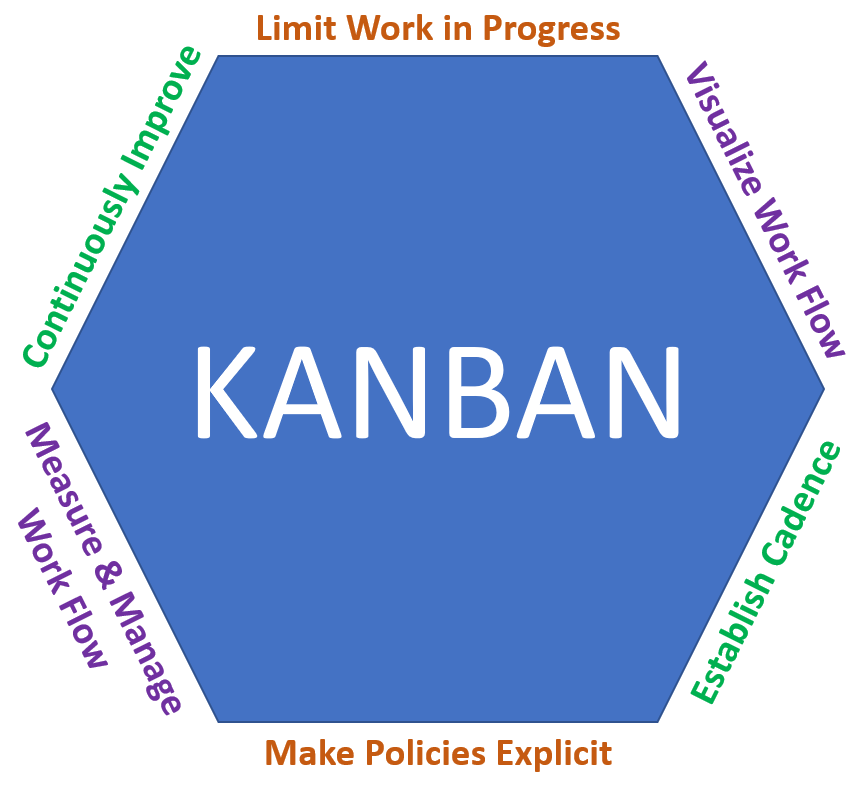 Limit Work in Progress
Continuously Improve
Visualize Work Flow
KANBAN
Measure & Manage
Work Flow
Establish Cadence
Make Policies Explicit